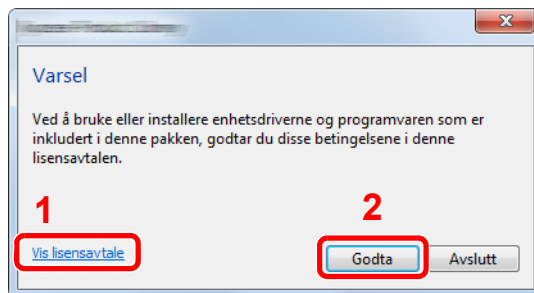 Varsel
Ved å bruke eller installere enhetsdriverne og programvaren som er
inkludert i denne pakken, godtar du disse betingelsene i denne
lisensavtalen.
1
2
Vis lisensavtale
Godta
Avslutt